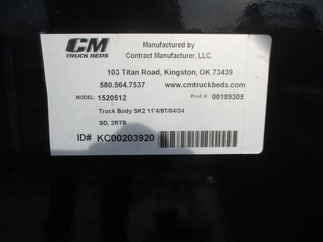 CM
TRUCK BEDS
Manufactured by
Contract Manufacturer, LLC.
103 Titan Road, Kingston, OK 73439
580.564.7537 www.cmtruckbeds.com
MODEL: 1520512 Prod # 00189305
Truck Body SK2 11'4/97/84/34
SD, 2RTB
ID# KC00203920